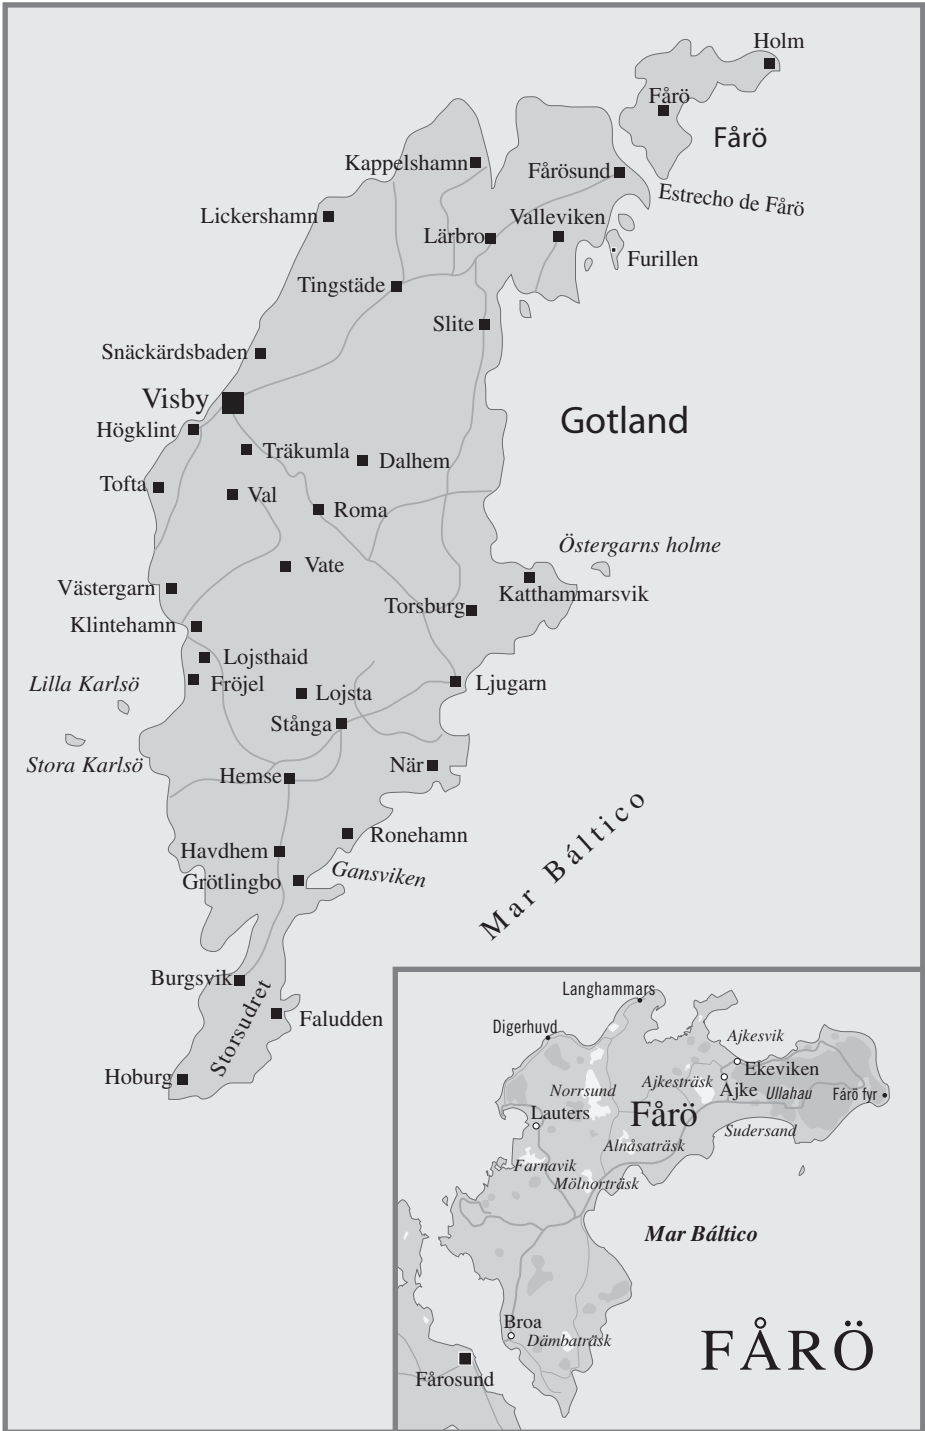 Holm
Fårö
Fårö
Kappelshamn
Fårösund
Estrecho de Fårö
Lickershamn
Valleviken
Lärbro
Furillen
Tingstäde
Slite
Snäckärdsbaden
Visby
Gotland
Högklint
Träkumla
Dalhem
Tofta
Val
Roma
Östergarns holme
Vate
Västergarn
Katthammarsvik
Torsburg
Klintehamn
Lojsthaid
Lilla Karlsö
Fröjel
Lojsta
Ljugarn
Stånga
Stora Karlsö
När
Hemse
Mar Báltico
Ronehamn
Havdhem
Gansviken
Grötlingbo
Burgsvik
Storsudret
Faludden
Hoburg
Langhammars
Digerhuvd
Ajkesvik
Ekeviken
Norrsund
Ajkesträsk
Ajke
Ullahau
Fårö fyr
Lauters
Fårö
Sudersand
Alnåsaträsk
Farnavik
Mölnorträsk
Mar Báltico
Broa
Dämbaträsk
FÅRÖ
Fårosund